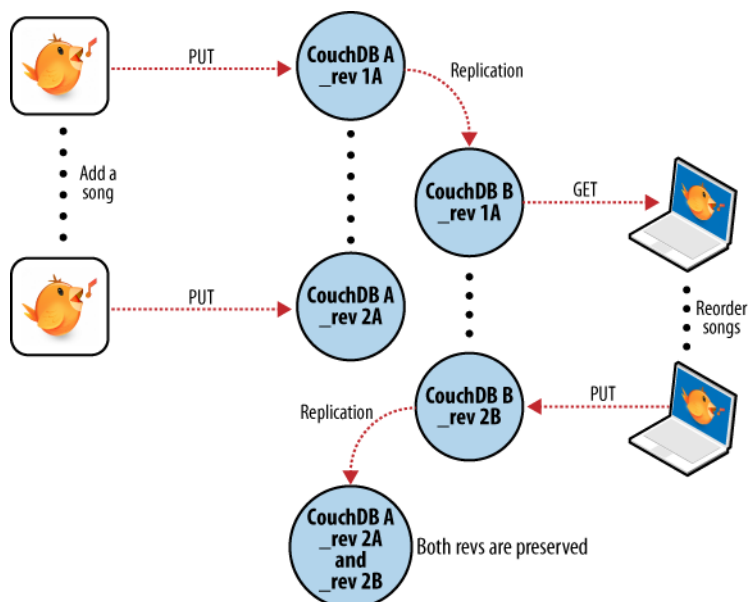 PUT
CouchDB A
_rev 1A
Replication
Add a
song
CouchDB B
_rev 1A
GET
PUT
CouchDB A
_rev 2A
Reorder
songs
Replication
CouchDB B
_rev 2B
PUT
CouchDB A
_rev 2A
and
_rev 2B
Both revs are preserved